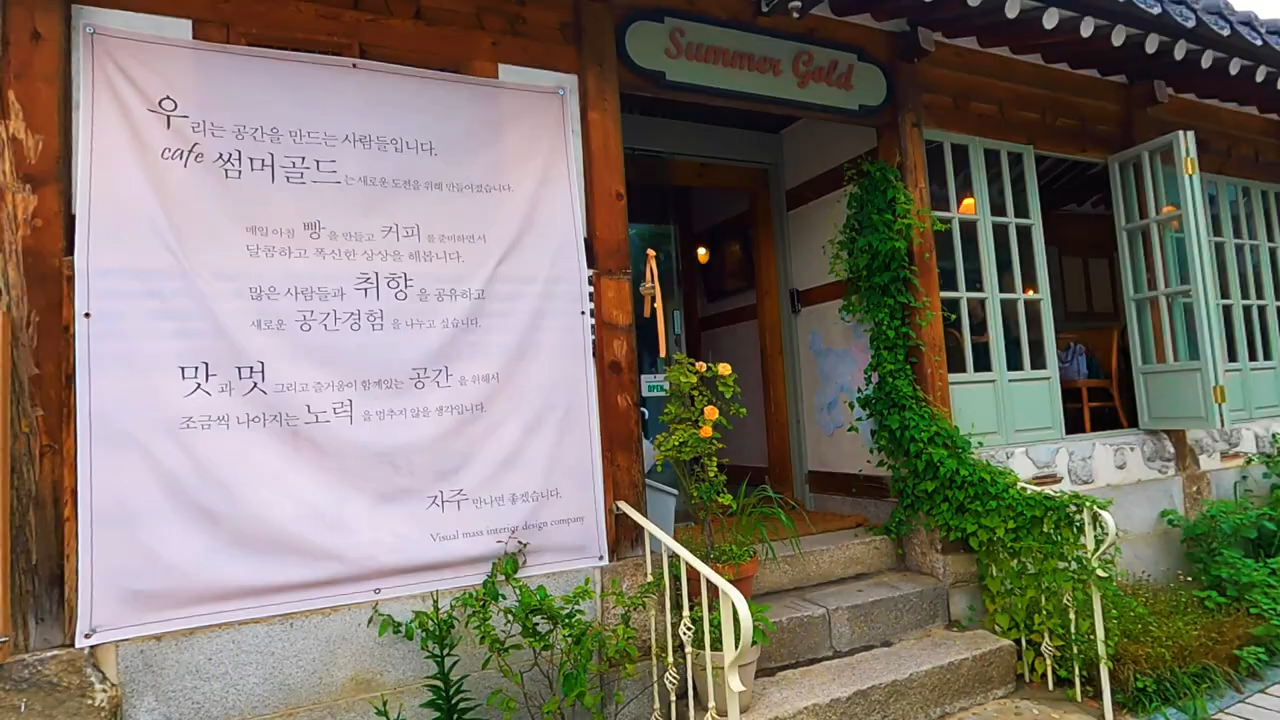 Summer Gold
우리는 공간을 만드는 사람들입니다.
cafe 썸머골드는 새로운 도전을 위해 만들어졌습니다.
매일 아침 빵을 만들고 커피를 준비하면서
달콤하고 폭신한 상상을 해봅니다.
많은 사람들과 취향을 공유하고
새로운 공간경험을 나누고 싶습니다.
맛과 멋 그리고 즐거움이 함께있는 공간을 위해서
조금씩 나아지는 노력을 멈추지 않을 생각입니다.
자주 만나면 좋겠습니다.
Visual mass interior design company
OPEN